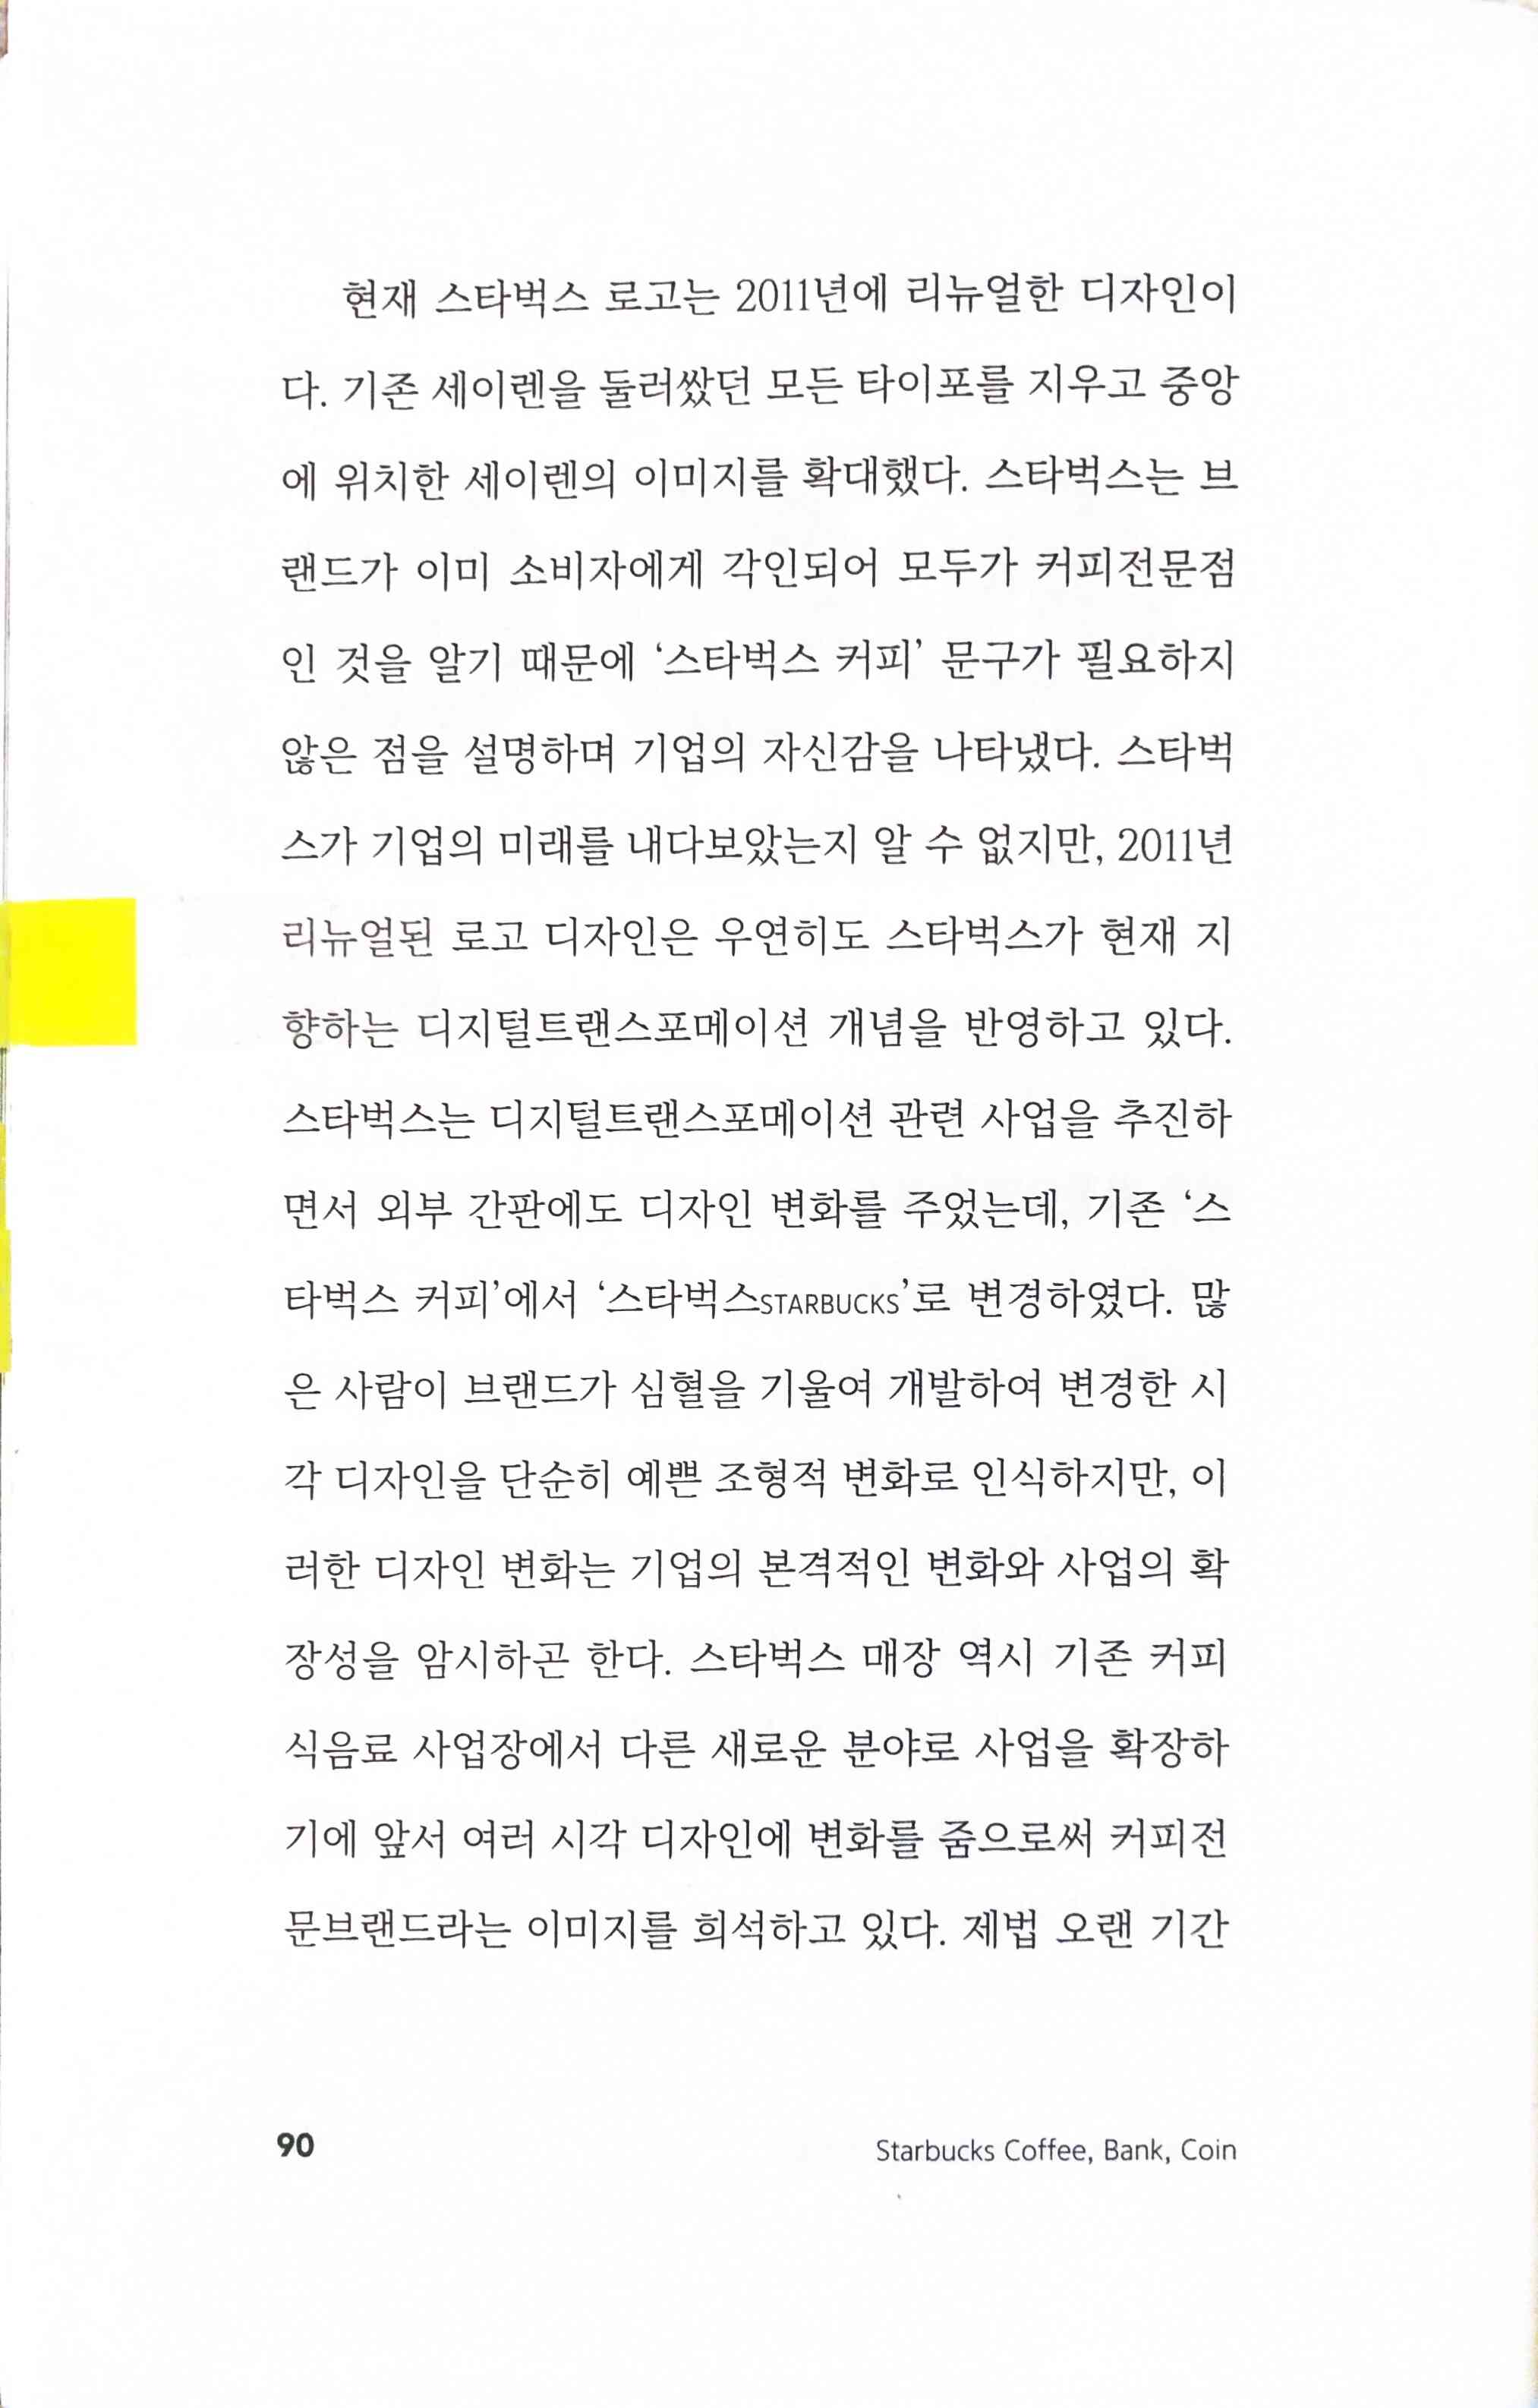 현재 스타벅스 로고는 2011년에 리뉴얼한 디자인이
다. 기존 세이렌을 둘러쌌던 모든 타이포를 지우고 중앙
에 위치한 세이렌의 이미지를 확대했다. 스타벅스는 브
랜드가 이미 소비자에게 각인되어 모두가 커피전문점
인 것을 알기 때문에 ‘스타벅스 커피’ 문구가 필요하지
않은 점을 설명하며 기업의 자신감을 나타냈다. 스타벅
스가 기업의 미래를 내다보았는지 알 수 없지만, 2011년
리뉴얼된 로고 디자인은 우연히도 스타벅스가 현재 지
향하는 디지털트랜스포메이션 개념을 반영하고 있다.
스타벅스는 디지털트랜스포메이션 관련 사업을 추진하
면서 외부 간판에도 디자인 변화를 주었는데, 기존 ‘스
타벅스 커피’에서 ‘스타벅스STARBUCKS’로 변경하였다. 많
은 사람이 브랜드가 심혈을 기울여 개발하여 변경한 시
각 디자인을 단순히 예쁜 조형적 변화로 인식하지만, 이
러한 디자인 변화는 기업의 본격적인 변화와 사업의 확
장성을 암시하곤 한다. 스타벅스 매장 역시 기존 커피
식음료 사업장에서 다른 새로운 분야로 사업을 확장하
기에 앞서 여러 시각 디자인에 변화를 줌으로써 커피전
문브랜드라는 이미지를 희석하고 있다. 제법 오랜 기간
90
Starbucks Coffee, Bank, Coin